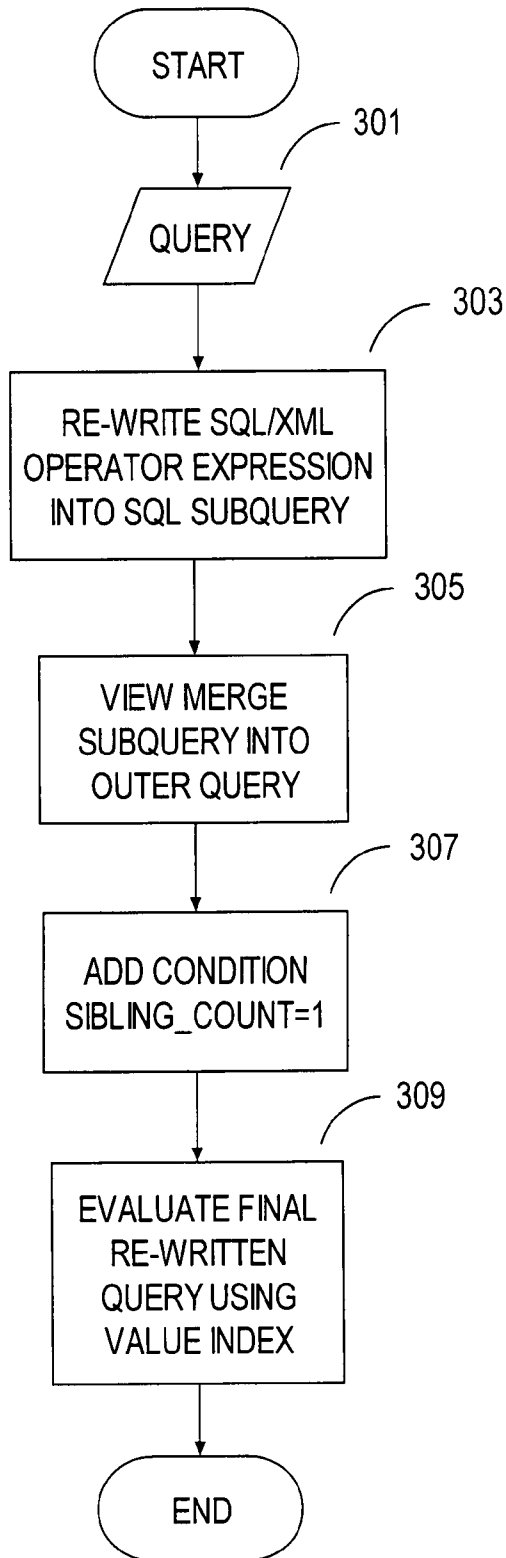 START
301
QUERY
303
RE-WRITE SQL/XML
OPERATOR EXPRESSION
INTO SQL SUBQUERY
305
VIEW MERGE
SUBQUERY INTO
OUTER QUERY
307
ADD CONDITION
SIBLING_COUNT=1
309
EVALUATE FINAL
RE-WRITTEN
QUERY USING
VALUE INDEX
END